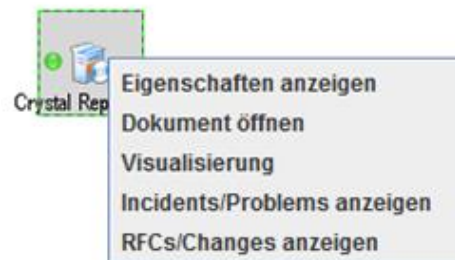 Crystal Rep
Eigenschaften anzeigen
Dokument öffnen
Visualisierung
Incidents/Problems anzeigen
RFCs/Changes anzeigen